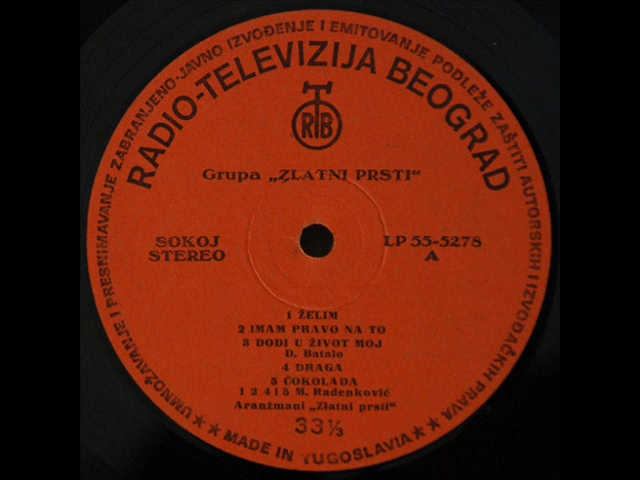 UMNOŽAVANJE I PRESNIMAVANJE ZABRANJENO·JAVNO IZVOĐENJE I EMITOVANJE PODLEŽE ZAŠTITI AUTORSKIH I IZVOĐAČKIH PRAVA
RADIO-TELEVIZIJA BEOGRAD
RTB
Grupa „ZLATNI PRSTI“
SOKOJ
STEREO
LP 55-5278
A
1 ŽELIM
2 IMAM PRAVO NA TO
3 DOĐI U ŽIVOT MOJ
D. Batalo
4 DRAGA
5 ČOKOLADA
1 2 4 1 5 M. Radenković
Aranžmani „Zlatni prsti“
33⅓
★ MADE IN YUGOSLAVIA ★